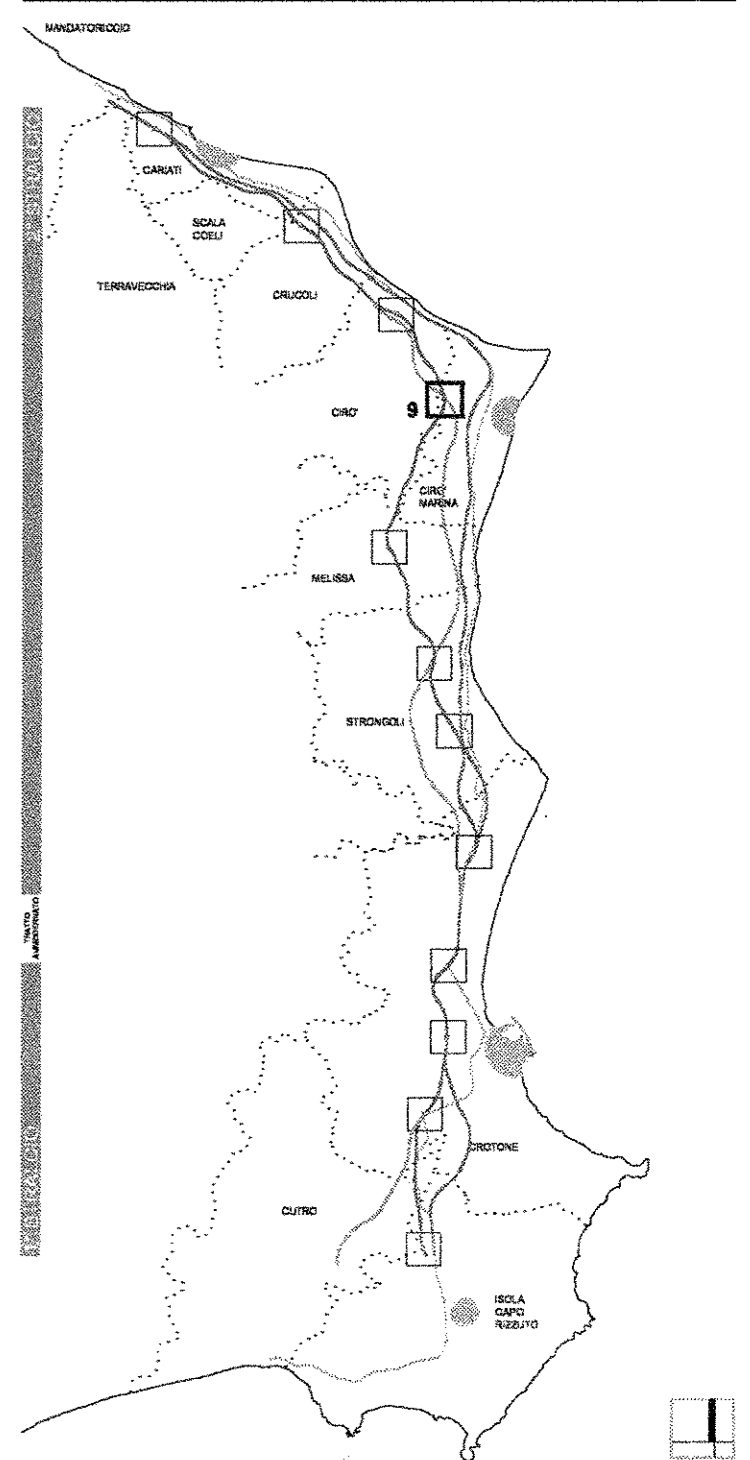 MANDATORICCIO
CARIATI
SCALA
COELI
TERRAVECCHIA
CRUCOLI
CIRO'
9
CIRO'
MARINA
MELISSA
STRONGOLI
TRATTO
AMMODERNATO
CROTONE
CUTRO
ISOLA
CAPO
RIZZUTO